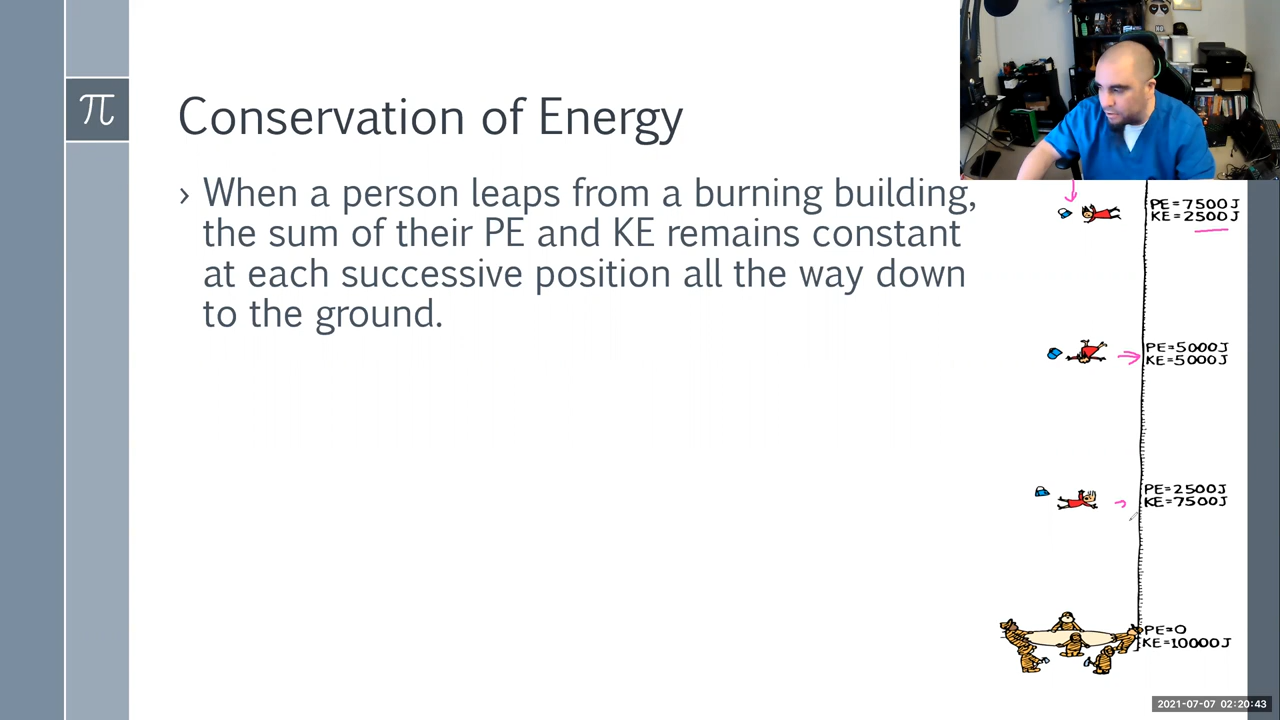 π
Conservation of Energy
› When a person leaps from a burning building,
the sum of their PE and KE remains constant
at each successive position all the way down
to the ground.
PE=7500J
KE=2500J
PE=5000J
KE=5000J
PE=2500J
KE=7500J
PE=0
KE=10000J
2021-07-07 02:20:43